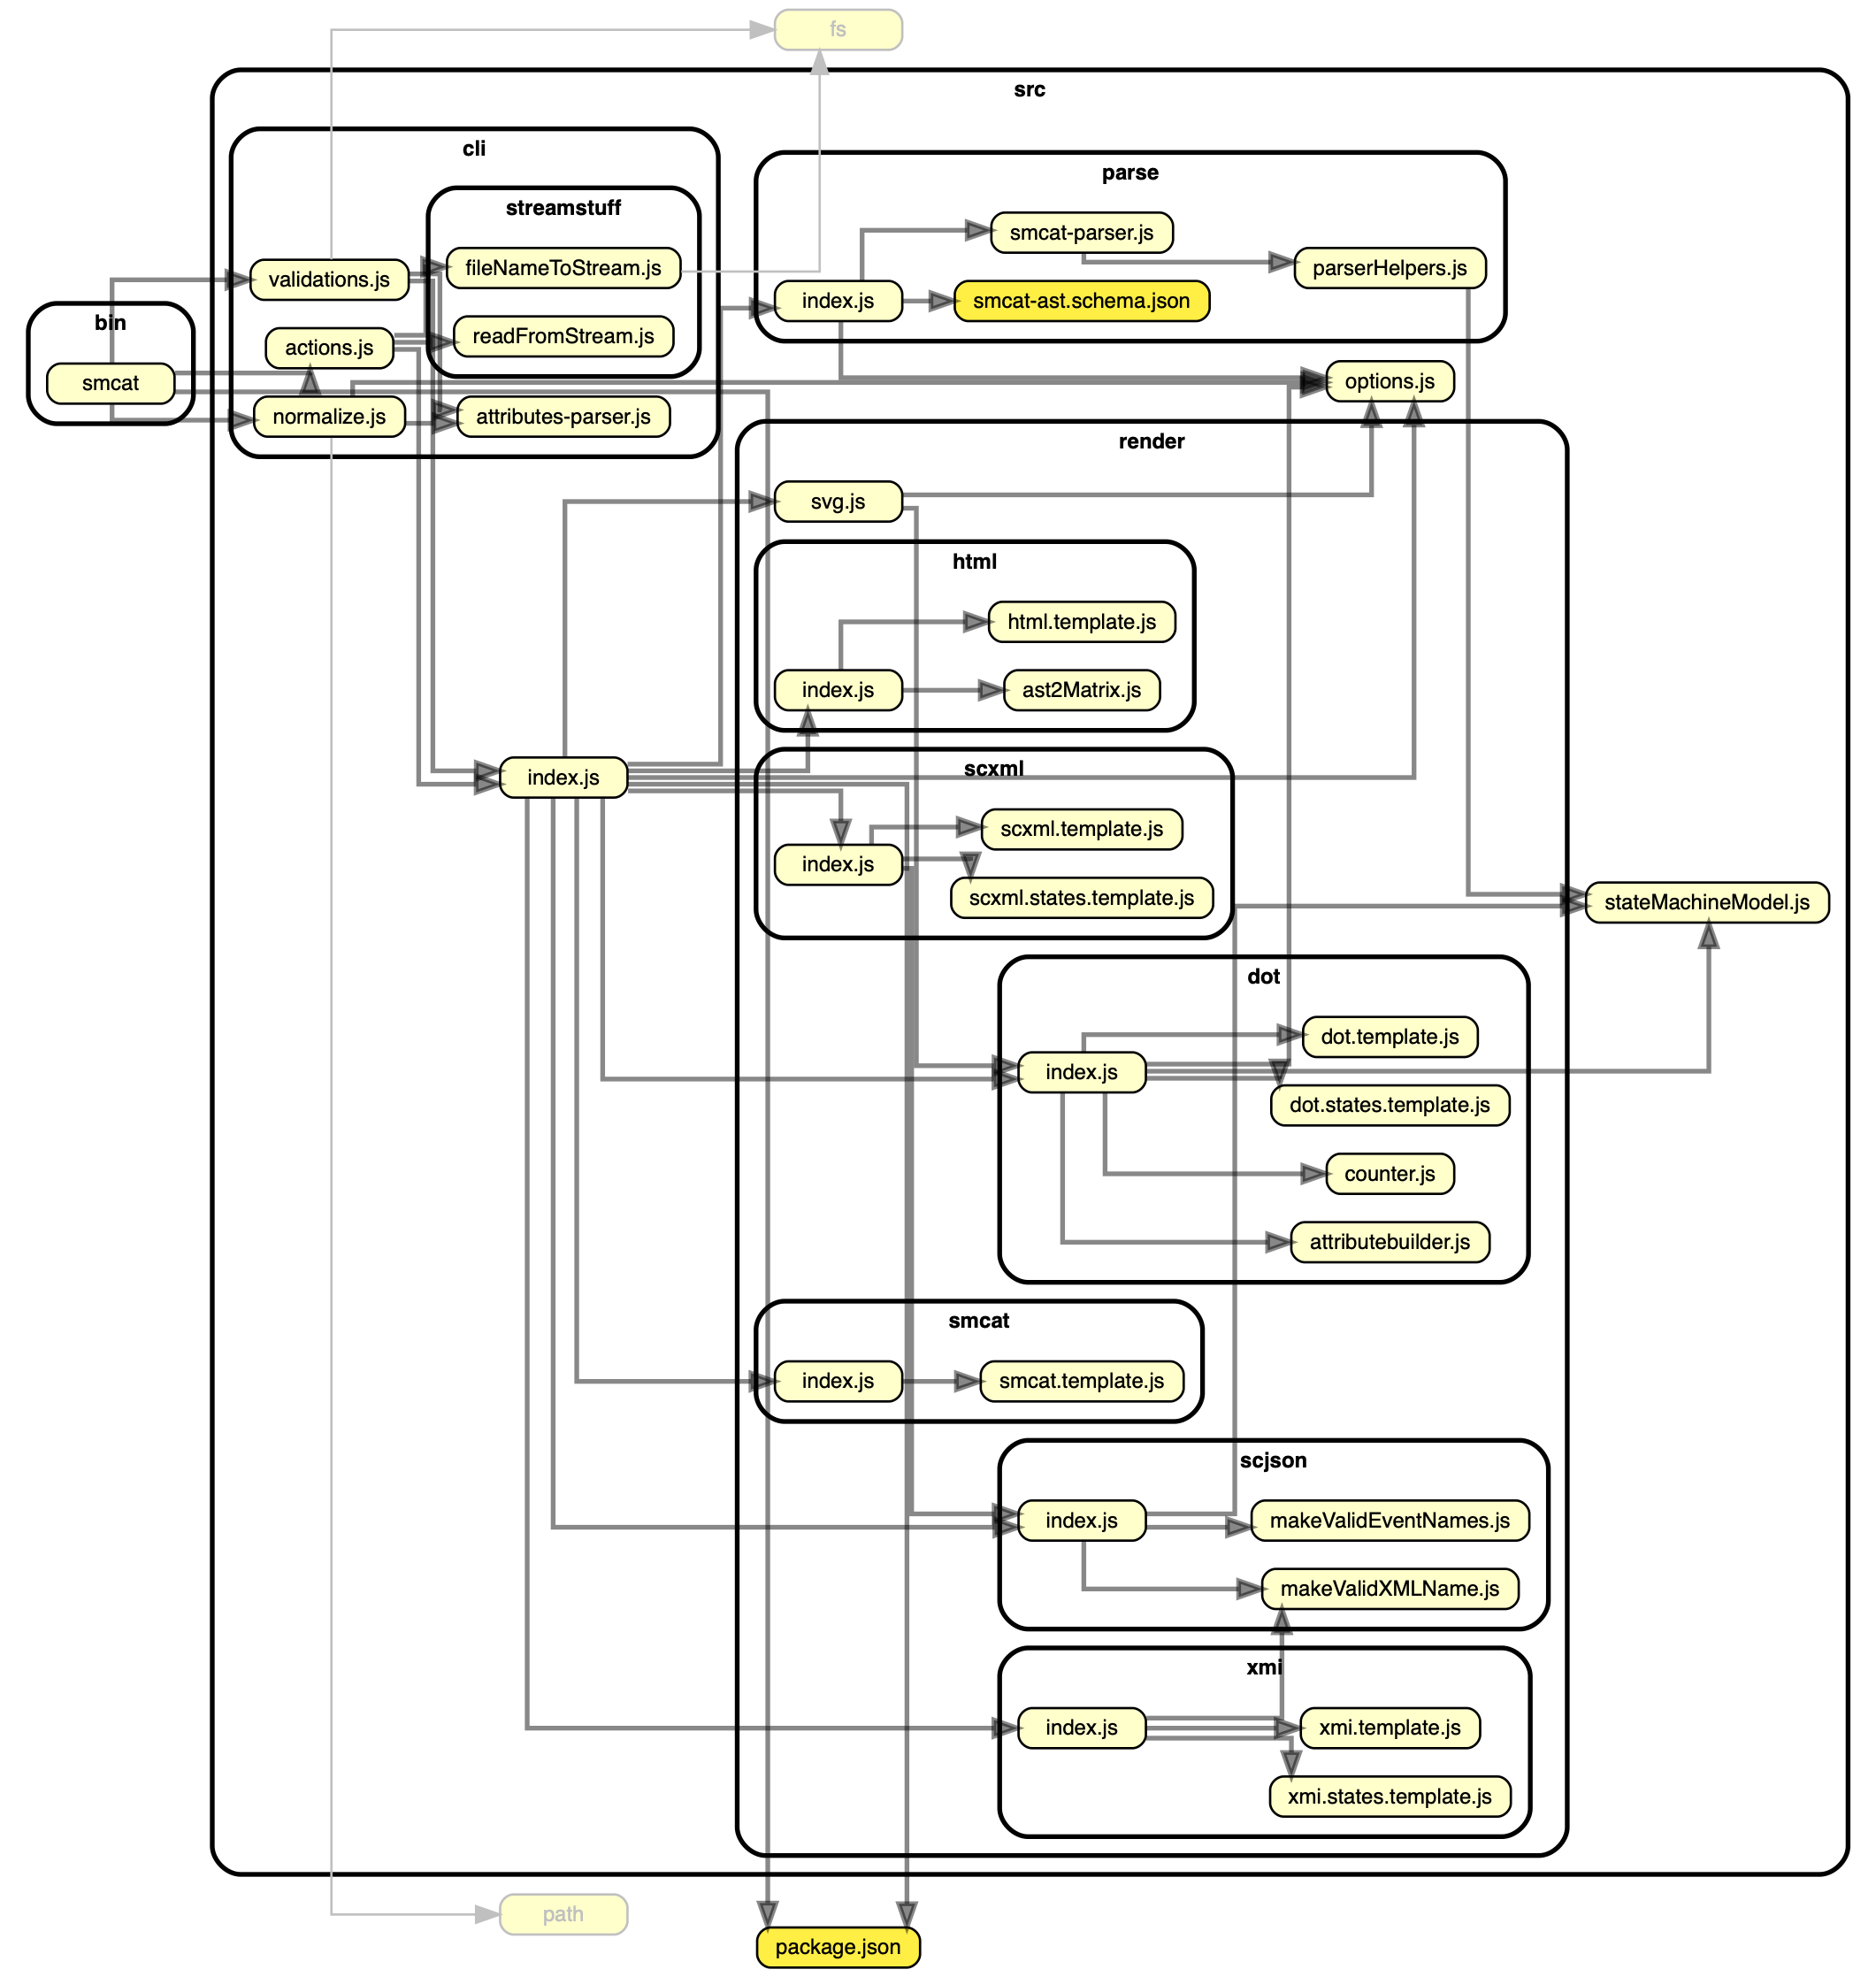 fs
src
cli
parse
streamstuff
smcat-parser.js
fileNameToStream.js
parserHelpers.js
validations.js
index.js
smcat-ast.schema.json
bin
readFromStream.js
actions.js
smcat
options.js
normalize.js
attributes-parser.js
render
svg.js
html
html.template.js
index.js
ast2Matrix.js
index.js
scxml
scxml.template.js
index.js
scxml.states.template.js
stateMachineModel.js
dot
dot.template.js
index.js
dot.states.template.js
counter.js
attributebuilder.js
smcat
index.js
smcat.template.js
scjson
index.js
makeValidEventNames.js
makeValidXMLName.js
xmi
index.js
xmi.template.js
xmi.states.template.js
path
package.json